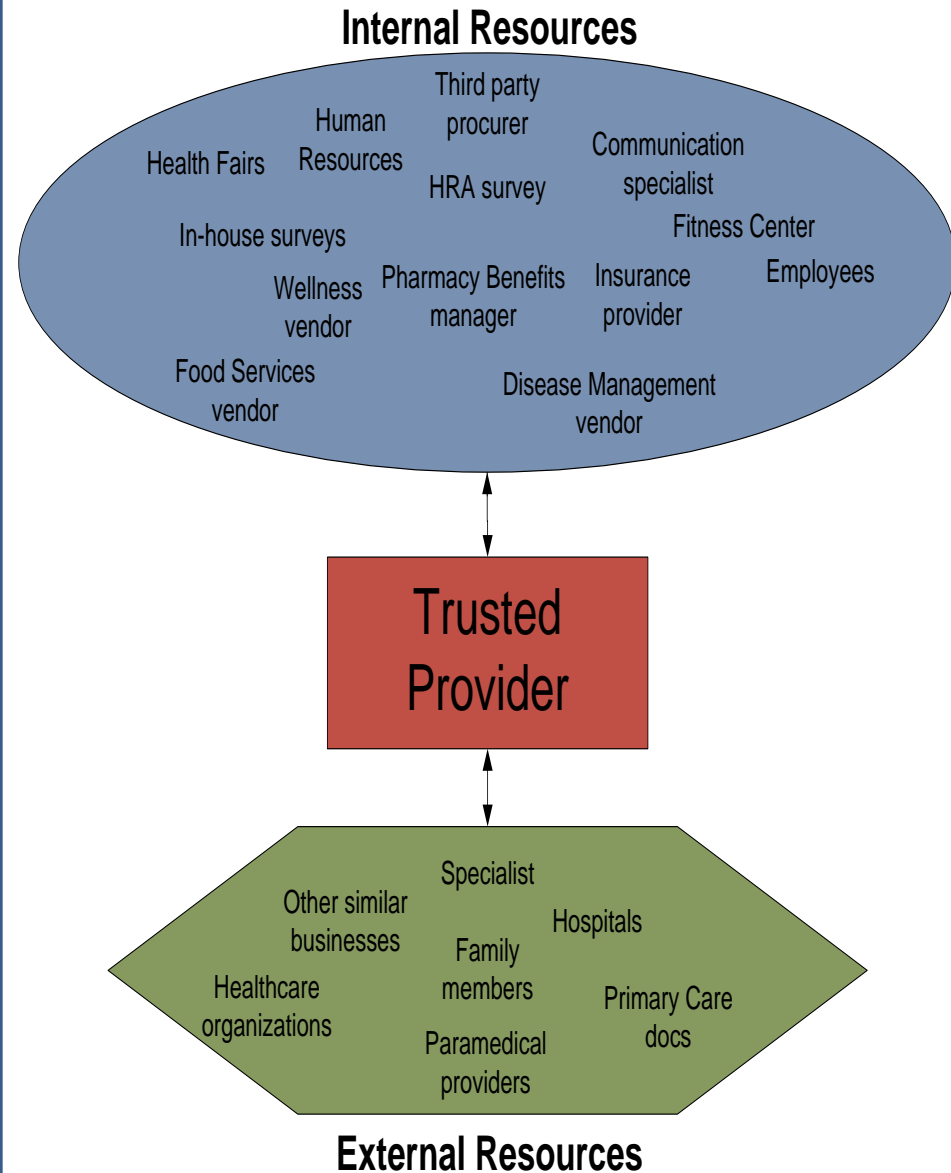 Internal Resources
Third party
procurer
Human
Resources
Communication
specialist
Health Fairs
HRA survey
Fitness Center
In-house surveys
Employees
Wellness
vendor
Pharmacy Benefits
manager
Insurance
provider
Food Services
vendor
Disease Management
vendor
Trusted
Provider
Specialist
Other similar
businesses
Hospitals
Family
members
Healthcare
organizations
Primary Care
docs
Paramedical
providers
External Resources